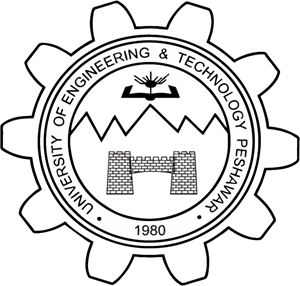 UNIVERSITY OF ENGINEERING & TECHNOLOGY PESHAWAR
1980